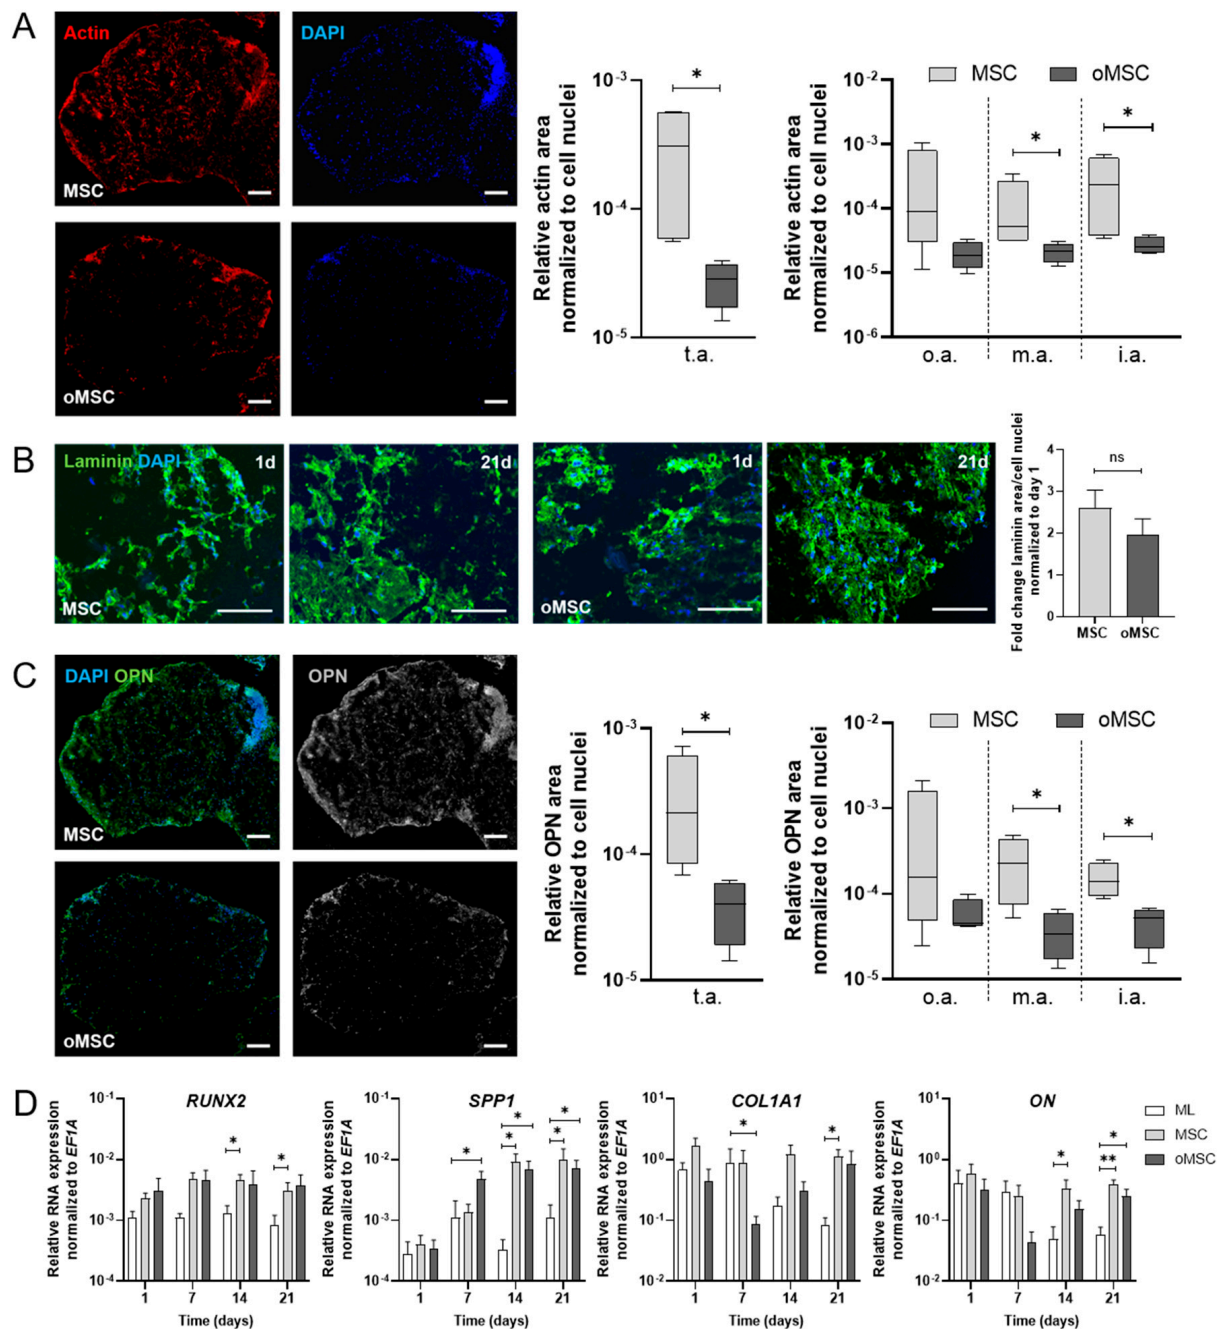 A
Actin
DAPI
MSC
oMSC
Relative actin area
normalized to cell nuclei
10-3
10-4
10-5
*
t.a.
Relative actin area
normalized to cell nuclei
MSC
oMSC
10-2
10-3
10-4
10-5
10-6
*
*
o.a.
m.a.
i.a.
B
Laminin DAPI
1d
MSC
21d
1d
oMSC
21d
Fold change laminin area/cell nuclei
normalized to day 1
4
3
2
1
0
ns
MSC
oMSC
C
DAPI OPN
OPN
MSC
oMSC
Relative OPN area
normalized to cell nuclei
10-3
10-4
10-5
*
t.a.
Relative OPN area
normalized to cell nuclei
MSC
oMSC
10-2
10-3
10-4
10-5
*
*
o.a.
m.a.
i.a.
D
RUNX2
Relative RNA expression
normalized to EF1A
10-1
10-2
10-3
10-4
*
*
1 7 14 21
Time (days)
SPP1
Relative RNA expression
normalized to EF1A
10-1
10-2
10-3
10-4
*
*
*
*
*
1 7 14 21
Time (days)
COL1A1
Relative RNA expression
normalized to EF1A
101
100
10-1
10-2
*
*
1 7 14 21
Time (days)
ON
Relative RNA expression
normalized to EF1A
101
100
10-1
10-2
*
*
**
1 7 14 21
Time (days)
ML
MSC
oMSC